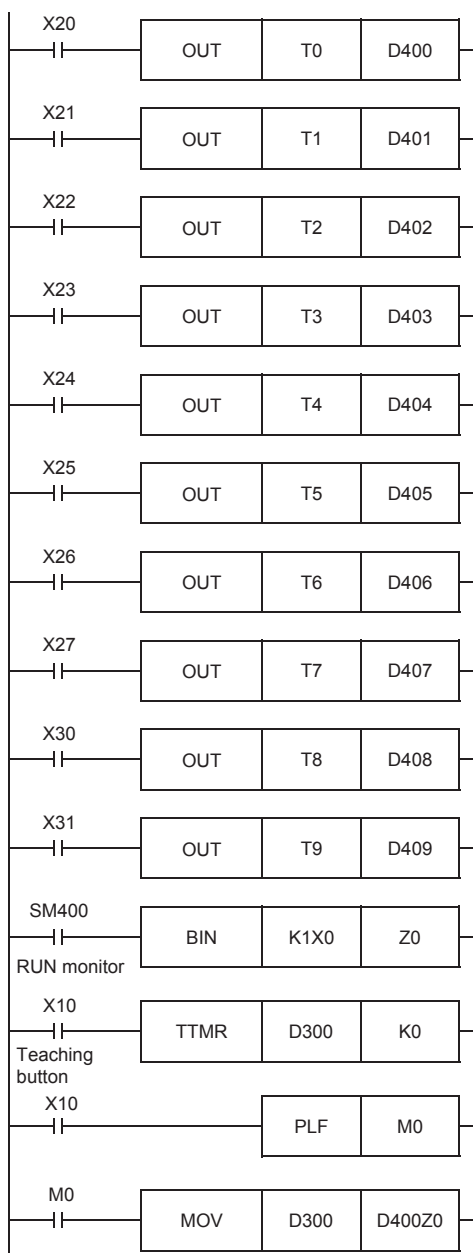 X20
OUT T0 D400
X21
OUT T1 D401
X22
OUT T2 D402
X23
OUT T3 D403
X24
OUT T4 D404
X25
OUT T5 D405
X26
OUT T6 D406
X27
OUT T7 D407
X30
OUT T8 D408
X31
OUT T9 D409
SM400
BIN K1X0 Z0
RUN monitor
X10
TTMR D300 K0
Teaching
button
X10
PLF M0
M0
MOV D300 D400Z0